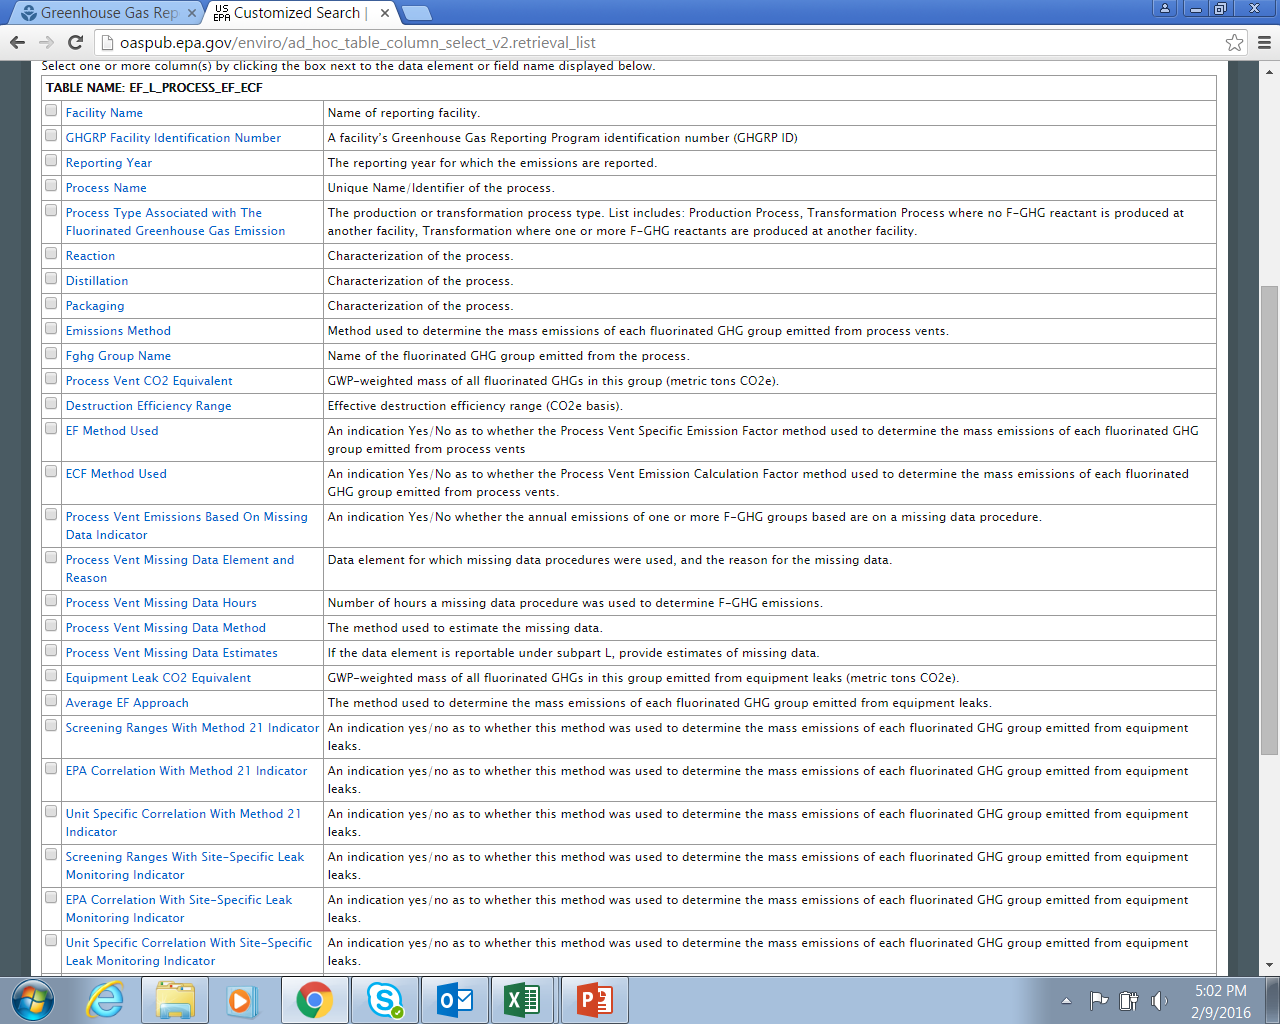 Greenhouse Gas Rep
US EPA Customized Search |
oaspub.epa.gov/enviro/ad_hoc_table_column_select_v2.retrieval_list
Select one or more column(s) by clicking the box next to the data element or field name displayed below.
TABLE NAME: EF_L_PROCESS_EF_ECF
Facility Name
Name of reporting facility.
GHGRP Facility Identification Number
A facility's Greenhouse Gas Reporting Program identification number (GHGRP ID)
Reporting Year
The reporting year for which the emissions are reported.
Process Name
Unique Name/Identifier of the process.
Process Type Associated with The
Fluorinated Greenhouse Gas Emission
The production or transformation process type. List includes: Production Process, Transformation Process where no F-GHG reactant is produced at
another facility, Transformation where one or more F-GHG reactants are produced at another facility.
Reaction
Characterization of the process.
Distillation
Characterization of the process.
Packaging
Characterization of the process.
Emissions Method
Method used to determine the mass emissions of each fluorinated GHG group emitted from process vents.
Fghg Group Name
Name of the fluorinated GHG group emitted from the process.
Process Vent CO2 Equivalent
GWP-weighted mass of all fluorinated GHGs in this group (metric tons CO2e).
Destruction Efficiency Range
Effective destruction efficiency range (CO2e basis).
EF Method Used
An indication Yes/No as to whether the Process Vent Specific Emission Factor method used to determine the mass emissions of each fluorinated GHG
group emitted from process vents
ECF Method Used
An indication Yes/No as to whether the Process Vent Emission Calculation Factor method used to determine the mass emissions of each fluorinated
GHG group emitted from process vents.
Process Vent Emissions Based On Missing
Data Indicator
An indication Yes/No whether the annual emissions of one or more F-GHG groups based are on a missing data procedure.
Process Vent Missing Data Element and
Reason
Data element for which missing data procedures were used, and the reason for the missing data.
Process Vent Missing Data Hours
Number of hours a missing data procedure was used to determine F-GHG emissions.
Process Vent Missing Data Method
The method used to estimate the missing data.
Process Vent Missing Data Estimates
If the data element is reportable under subpart L, provide estimates of missing data.
Equipment Leak CO2 Equivalent
GWP-weighted mass of all fluorinated GHGs in this group emitted from equipment leaks (metric tons CO2e).
Average EF Approach
The method used to determine the mass emissions of each fluorinated GHG group emitted from equipment leaks.
Screening Ranges With Method 21 Indicator
An indication yes/no as to whether this method was used to determine the mass emissions of each fluorinated GHG group emitted from equipment
leaks.
EPA Correlation With Method 21 Indicator
An indication yes/no as to whether this method was used to determine the mass emissions of each fluorinated GHG group emitted from equipment
leaks.
Unit Specific Correlation With Method 21
Indicator
An indication yes/no as to whether this method was used to determine the mass emissions of each fluorinated GHG group emitted from equipment
leaks.
Screening Ranges With Site-Specific Leak
Monitoring Indicator
An indication yes/no as to whether this method was used to determine the mass emissions of each fluorinated GHG group emitted from equipment
leaks.
EPA Correlation With Site-Specific Leak
Monitoring Indicator
An indication yes/no as to whether this method was used to determine the mass emissions of each fluorinated GHG group emitted from equipment
leaks.
Unit Specific Correlation With Site-Specific
Leak Monitoring Indicator
An indication yes/no as to whether this method was used to determine the mass emissions of each fluorinated GHG group emitted from equipment
leaks.
5:02 PM
2/9/2016